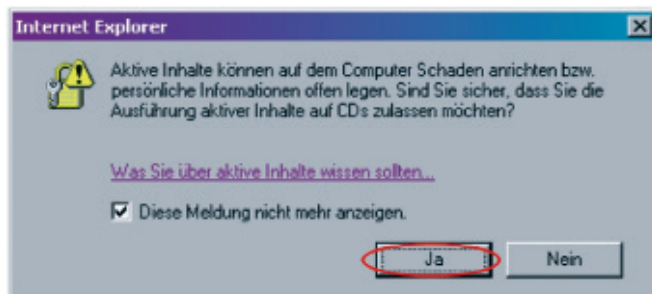 Internet Explorer
Aktive Inhalte können auf dem Computer Schaden anrichten bzw.
persönliche Informationen offen legen. Sind Sie sicher, dass Sie die
Ausführung aktiver Inhalte auf CDs zulassen möchten?
Was Sie über aktive Inhalte wissen sollten...
Diese Meldung nicht mehr anzeigen.
Ja
Nein